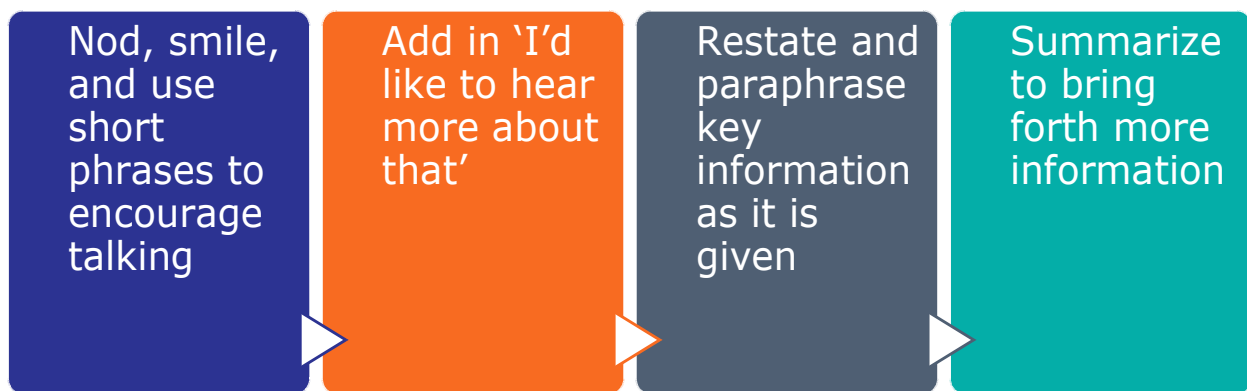 Nod, smile,
and use
short
phrases to
encourage
talking
Add in ‘I’d
like to hear
more about
that’
Restate and
paraphrase
key
information
as it is
given
Summarize
to bring
forth more
information